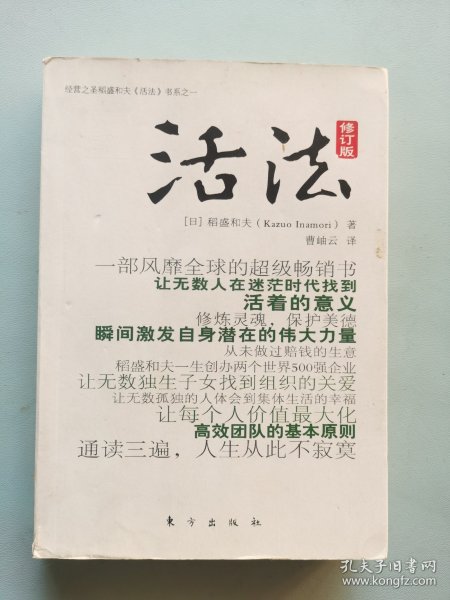 经营之圣稻盛和夫《活法》书系之一
活法
修订版
[日] 稻盛和夫（Kazuo Inamori）著
曹岫云 译
一部风靡全球的超级畅销书
让无数人在迷茫时代找到
活着的意义
修炼灵魂，保护美德
瞬间激发自身潜在的伟大力量
从未做过赔钱的生意
稻盛和夫一生创办两个世界500强企业
让无数独生子女找到组织的关爱
让无数孤独的人体会到集体生活的幸福
让每个人价值最大化
高效团队的基本原则
通读三遍，人生从此不寂寞
东方出版社
孔夫子旧书网
www.kongfz.com